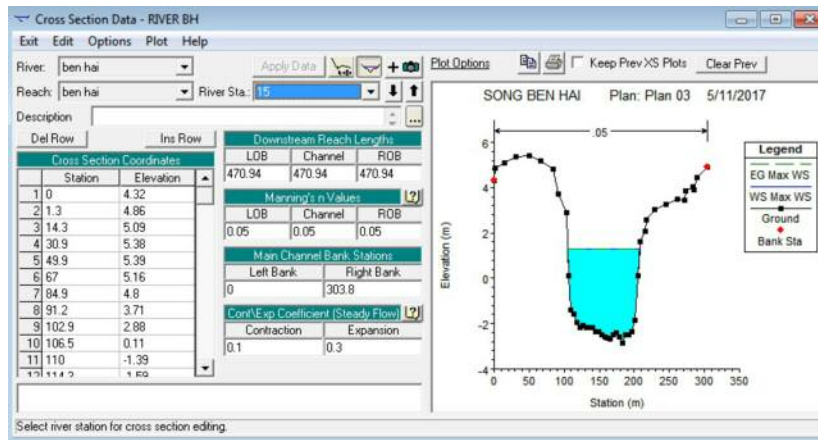 Cross Section Data - RIVER BH
Exit Edit Options Plot Help
River: ben hai
Apply Data
Reach: ben hai
River Sta.: 15
Description
Del Row Ins Row
Cross Section Coordinates
Station Elevation
1 0 4.32
2 1.3 4.86
3 14.3 5.09
4 30.9 5.38
5 49.9 5.39
6 67 5.16
7 84.9 4.8
8 91.2 3.71
9 102.9 2.88
10 106.5 0.11
11 110 -1.39
12 114.2 -1.59
Downstream Reach Lengths
LOB Channel ROB
470.94 470.94 470.94
Manning's n Values
LOB Channel ROB
0.05 0.05 0.05
Main Channel Bank Stations
Left Bank Right Bank
0 303.8
Cont\Exp Coefficient (Steady Flow)
Contraction Expansion
0.1 0.3
Select river station for cross section editing.
Plot Options
Keep Prev XS Plots
Clear Prev
SONG BEN HAI Plan: Plan 03 5/11/2017
.05
6
4
2
0
-2
-4
Elevation (m)
0 50 100 150 200 250 300 350
Station (m)
Legend
EG Max WS
WS Max WS
Ground
Bank Sta